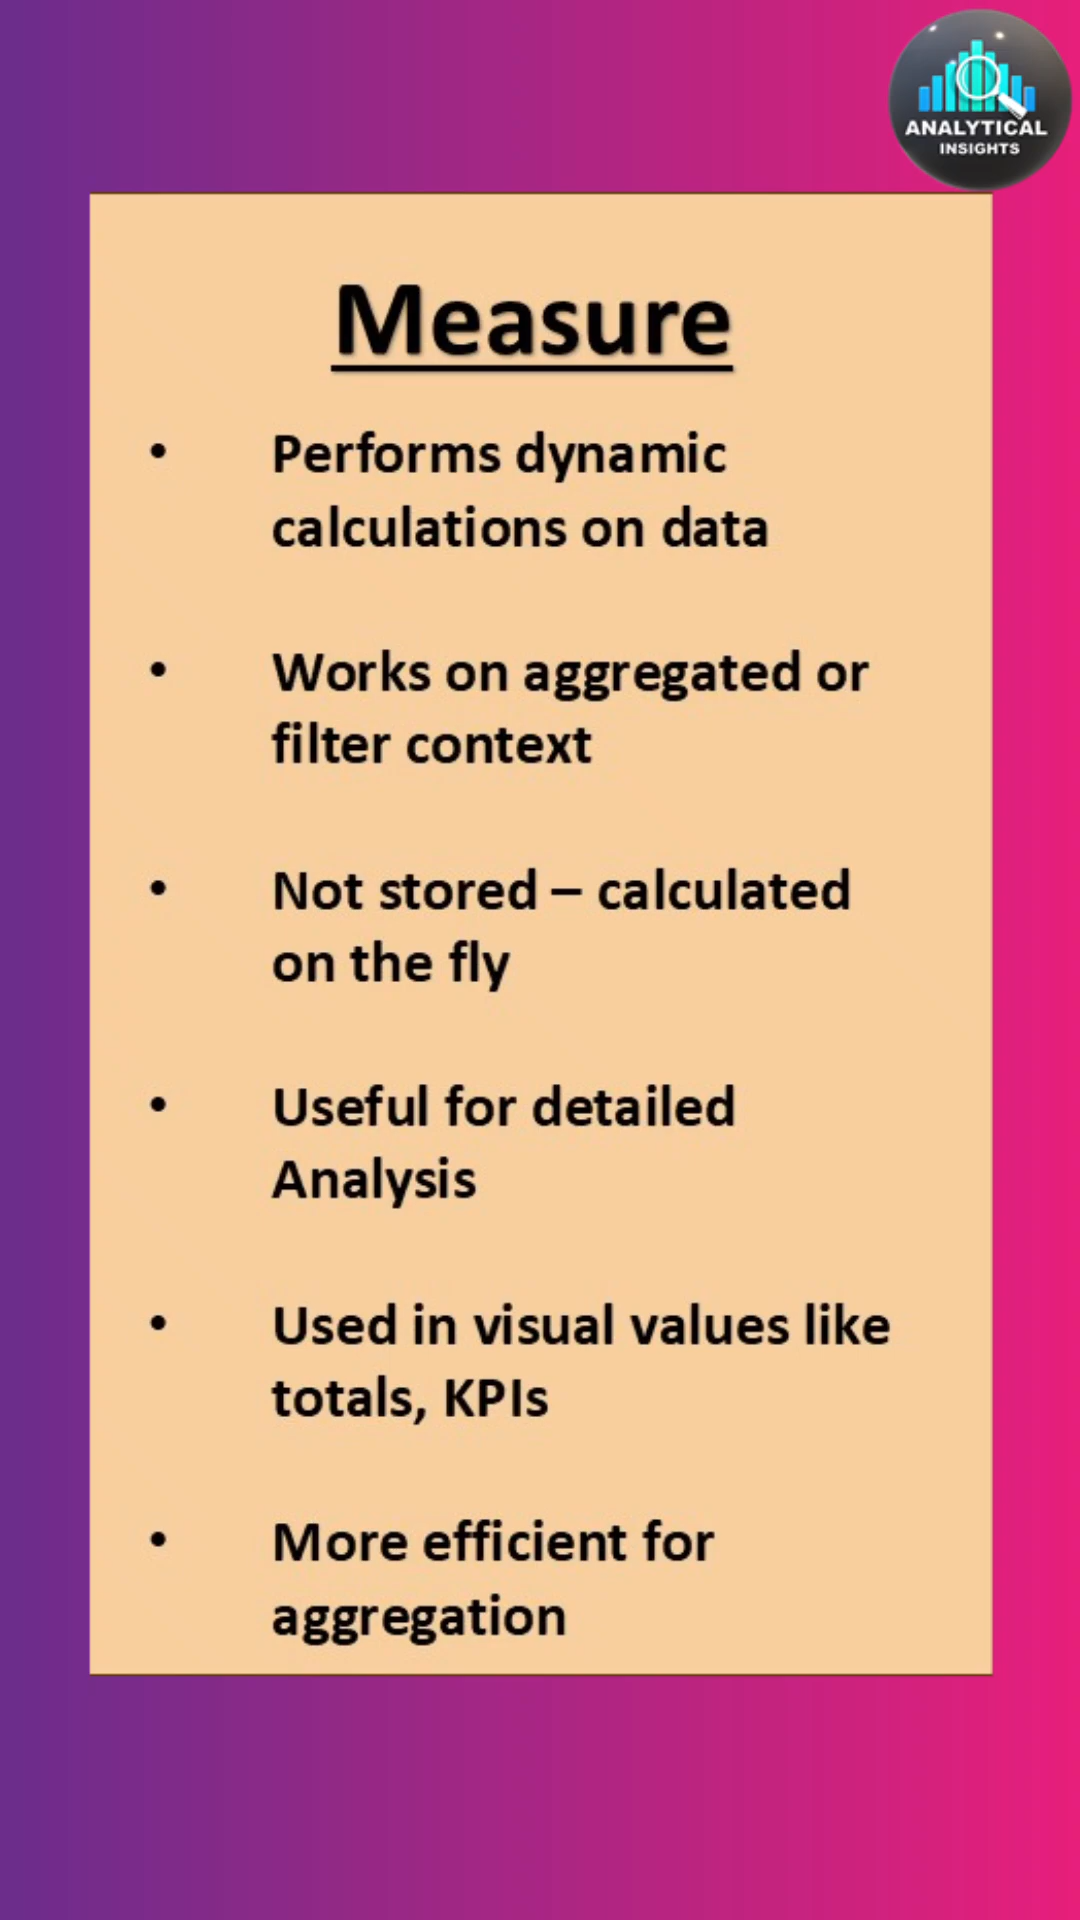 ANALYTICAL
INSIGHTS
Measure
• Performs dynamic
calculations on data
• Works on aggregated or
filter context
• Not stored – calculated
on the fly
• Useful for detailed
Analysis
• Used in visual values like
totals, KPIs
• More efficient for
aggregation